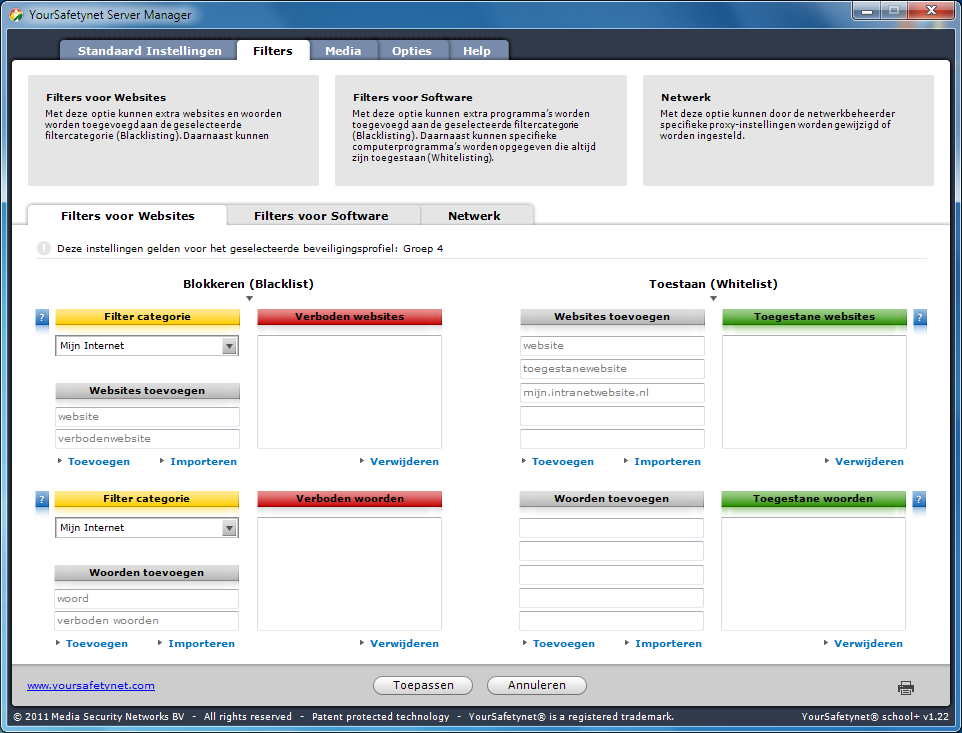 YourSafetynet Server Manager
Standaard Instellingen Filters Media Opties Help
Filters voor Websites
Met deze optie kunnen extra websites en woorden
worden toegevoegd aan de geselecteerde
filtercategorie (Blacklisting). Daarnaast kunnen
Filters voor Software
Met deze optie kunnen extra programma's worden
toegevoegd aan de geselecteerde filtercategorie
(Blacklisting). Daarnaast kunnen specifieke
computerprogramma's worden opgegeven die altijd
zijn toegestaan (Whitelisting).
Netwerk
Met deze optie kunnen door de netwerkbeheerder
specifieke proxy-instellingen worden gewijzigd of
worden ingesteld.
Filters voor Websites Filters voor Software Netwerk
! Deze instellingen gelden voor het geselecteerde beveiligingsprofiel: Groep 4
Blokkeren (Blacklist)
? Filter categorie Verboden websites
Mijn Internet
Websites toevoegen
website
verbodenwebsite
Toevoegen Importeren Verwijderen
Toestaan (Whitelist)
Websites toevoegen Toegestane websites ?
website
toegestanewebsite
mijn.intranetwebsite.nl
Toevoegen Importeren Verwijderen
? Filter categorie Verboden woorden
Mijn Internet
Woorden toevoegen
woord
verboden woorden
Toevoegen Importeren Verwijderen
Woorden toevoegen Toegestane woorden ?
Toevoegen Importeren Verwijderen
www.yoursafetynet.com Toepassen Annuleren
© 2011 Media Security Networks BV - All rights reserved - Patent protected technology - YourSafetynet® is a registered trademark. YourSafetynet® school+ v1.22